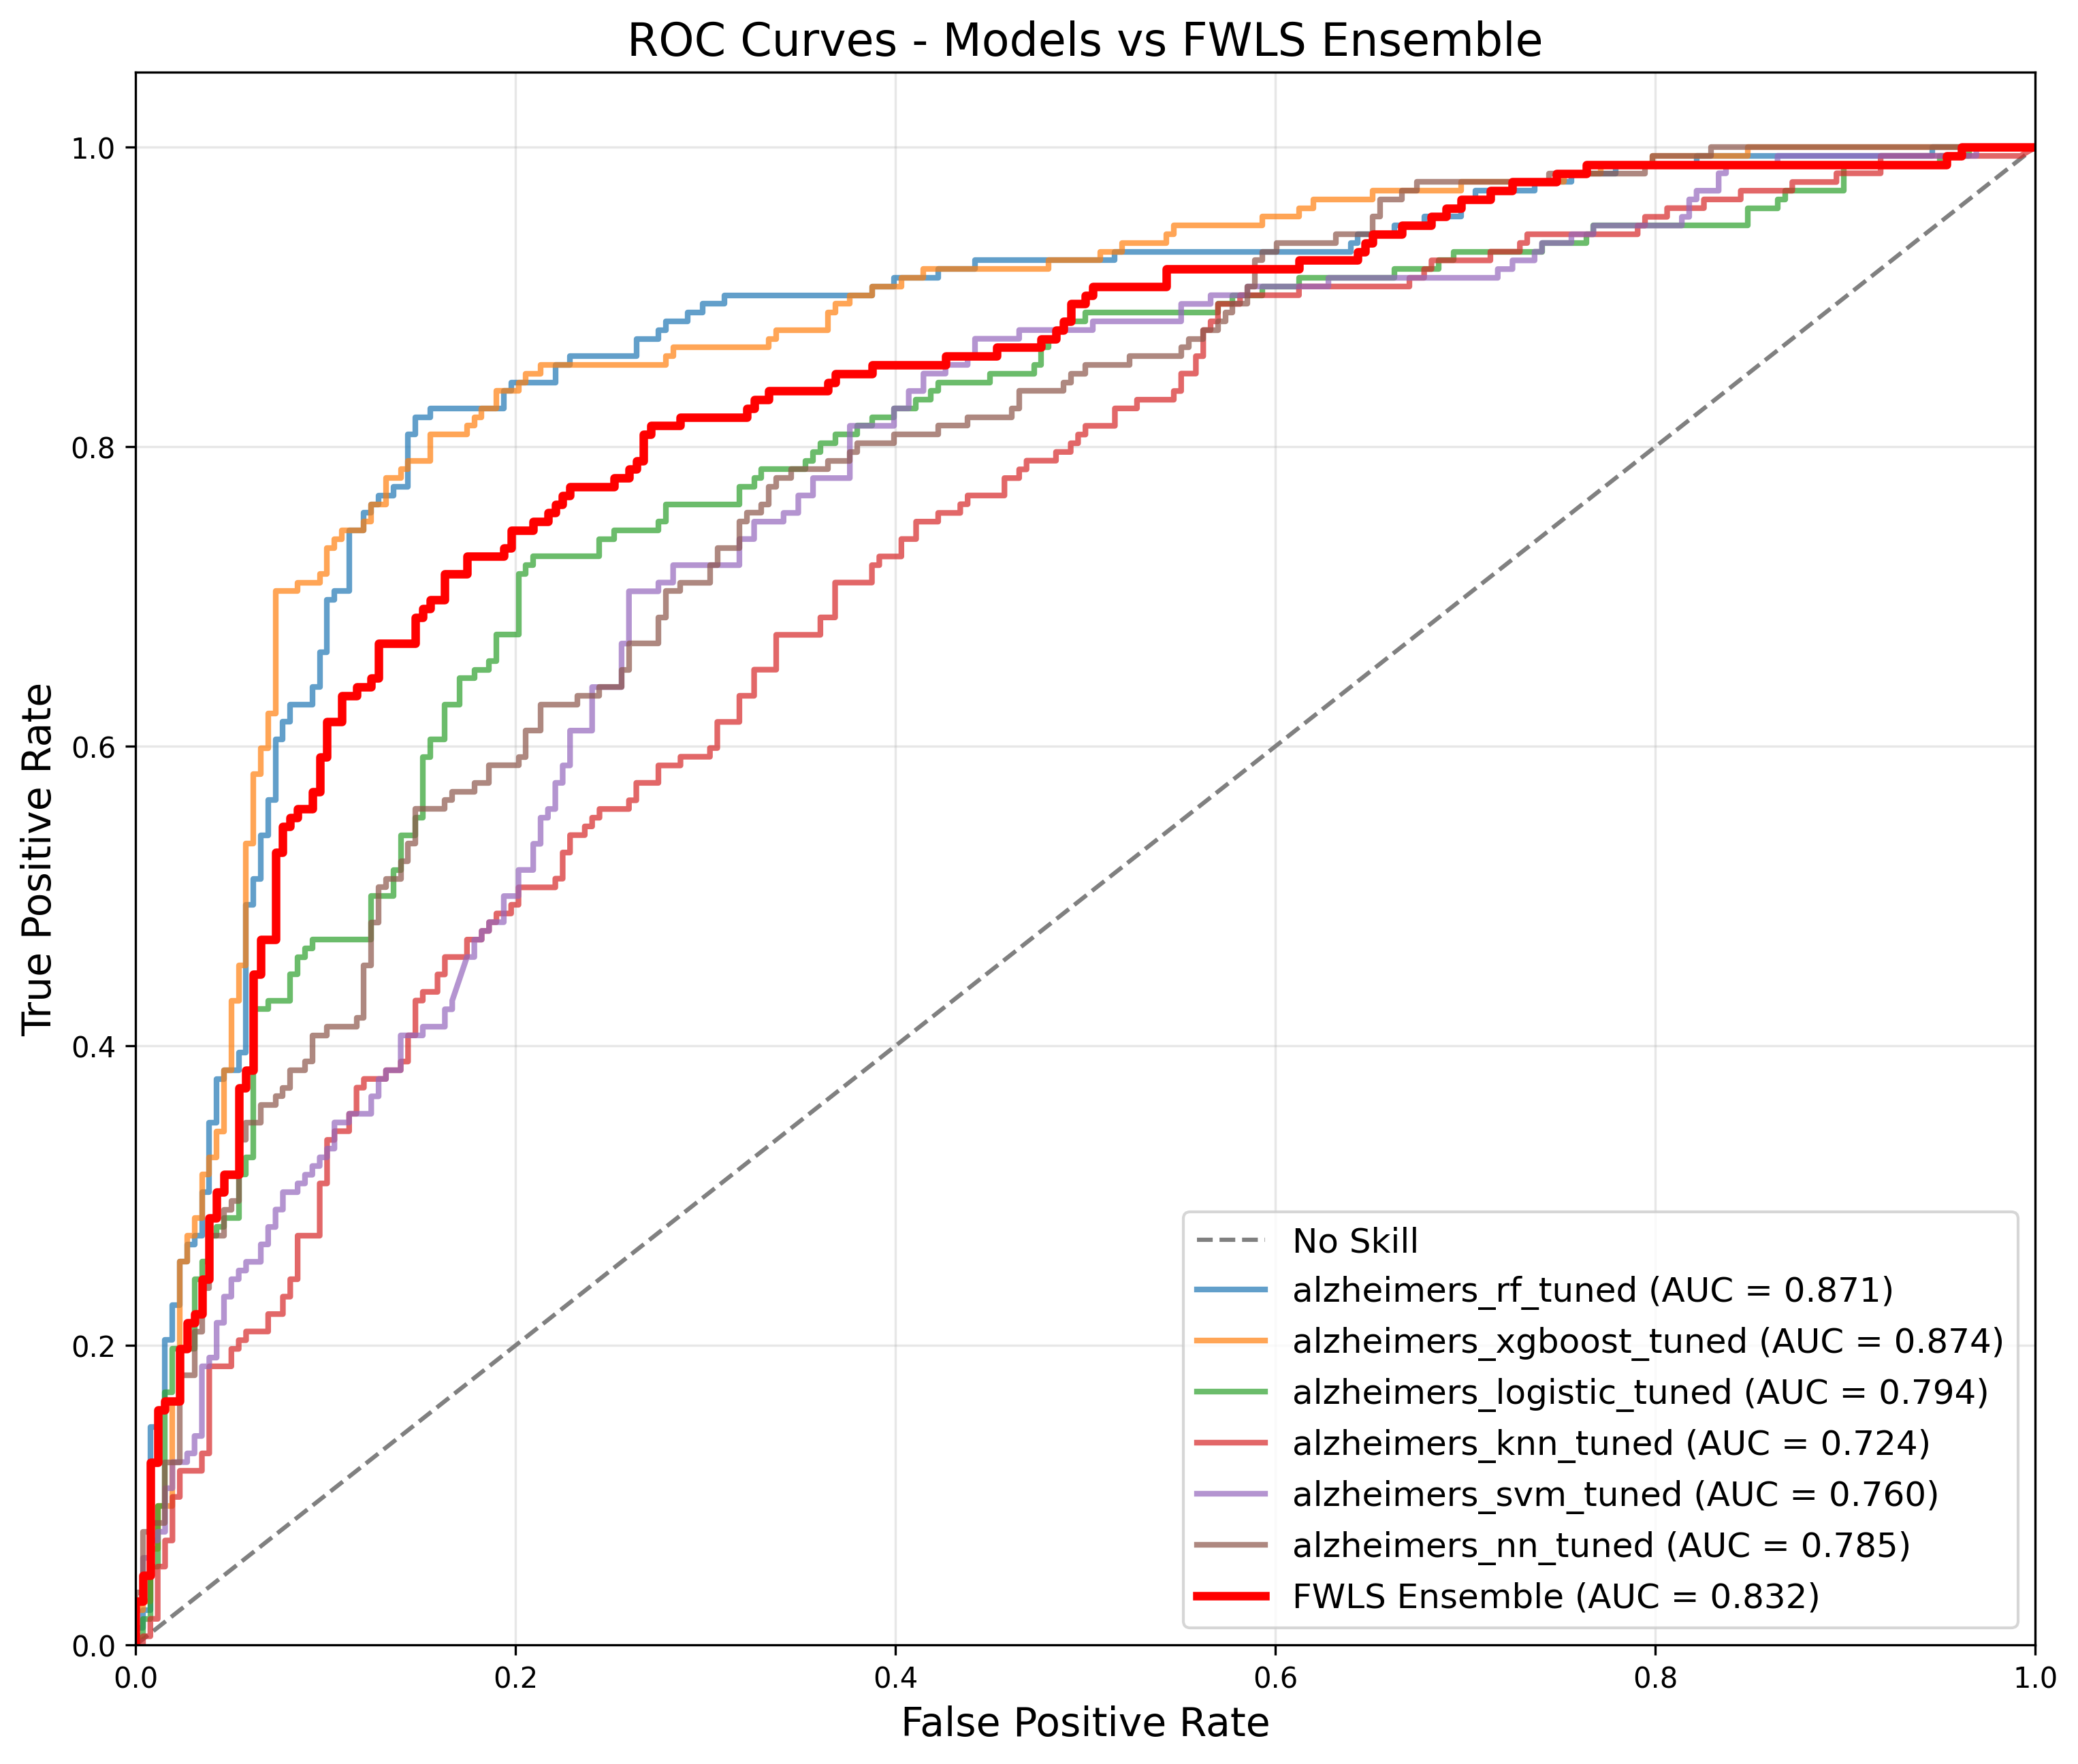 ROC Curves - Models vs FWLS Ensemble
True Positive Rate
1.0
0.8
0.6
0.4
0.2
0.0
0.0 0.2 0.4 0.6 0.8 1.0
False Positive Rate
No Skill
alzheimers_rf_tuned (AUC = 0.871)
alzheimers_xgboost_tuned (AUC = 0.874)
alzheimers_logistic_tuned (AUC = 0.794)
alzheimers_knn_tuned (AUC = 0.724)
alzheimers_svm_tuned (AUC = 0.760)
alzheimers_nn_tuned (AUC = 0.785)
FWLS Ensemble (AUC = 0.832)